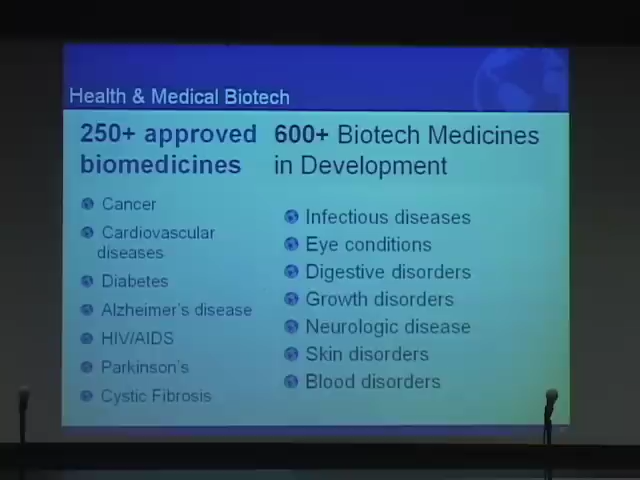 Health & Medical Biotech
250+ approved
biomedicines
Cancer
Cardiovascular
diseases
Diabetes
Alzheimer's disease
HIV/AIDS
Parkinson's
Cystic Fibrosis
600+ Biotech Medicines
in Development
Infectious diseases
Eye conditions
Digestive disorders
Growth disorders
Neurologic disease
Skin disorders
Blood disorders